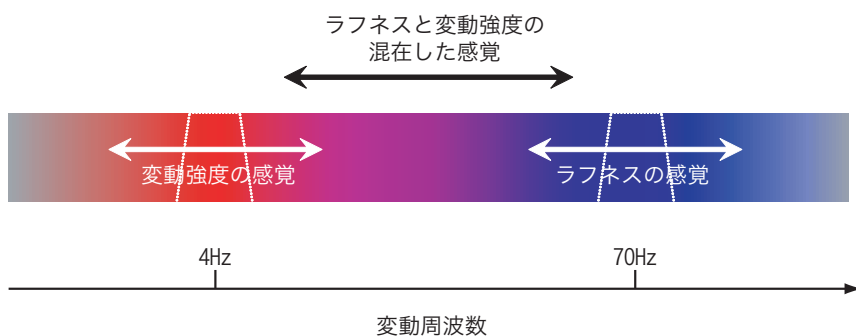 ラフネスと変動強度の
混在した感覚
変動強度の感覚
ラフネスの感覚
4Hz
70Hz
変動周波数